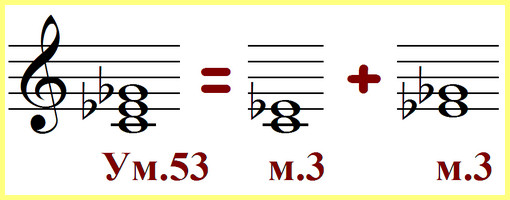 = +
Ум.53 м.3 м.3